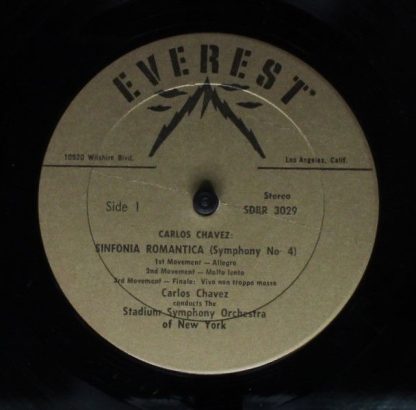 EVEREST
10920 Wilshire Blvd.
Los Angeles, Calif.
Side 1
Stereo
SDBR 3029
CARLOS CHAVEZ:
SINFONIA ROMANTICA (Symphony No 4)
1st Movement — Allegro
2nd Movement — Molto lento
3rd Movement — Finale: Vivo non troppo mosso
Carlos Chavez
conducts The
Stadium Symphony Orchestra
of New York